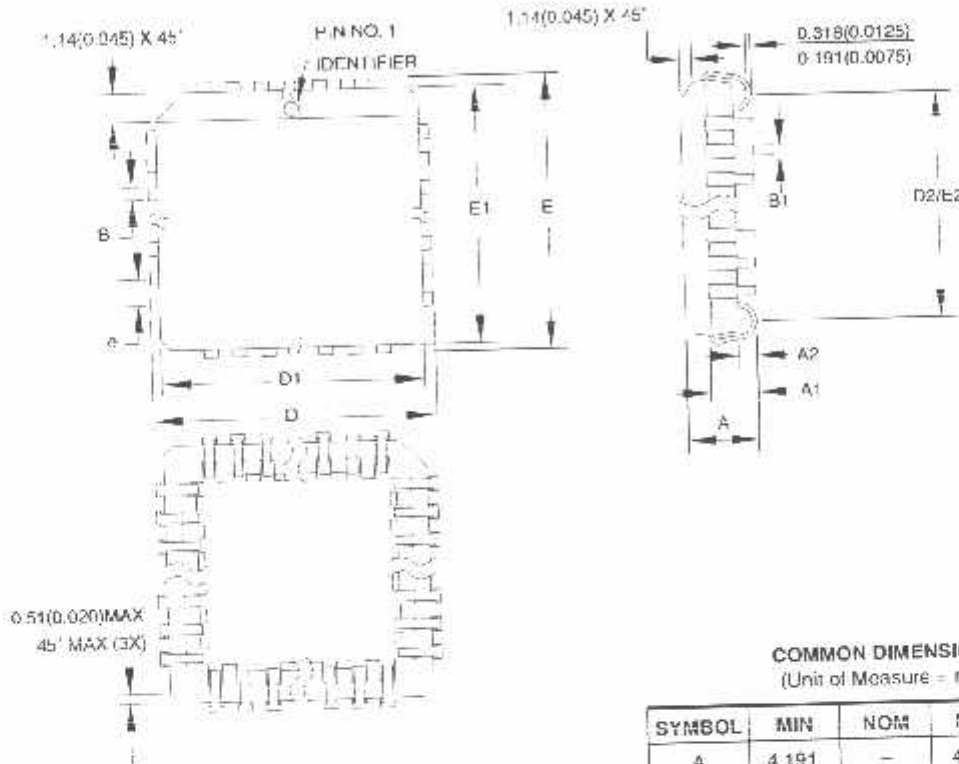 1.14(0.045) X 45°
PIN NO. 1
IDENTIFIER
1.14(0.045) X 45°
0.318(0.0125)
0.191(0.0075)
B
e
E1
E
B1
D2/E2
A2
A1
A
D1
D
0.51(0.020)MAX
45° MAX (3X)
COMMON DIMENSI
(Unit of Measure =
SYMBOL MIN NOM
A 4.191 – 4